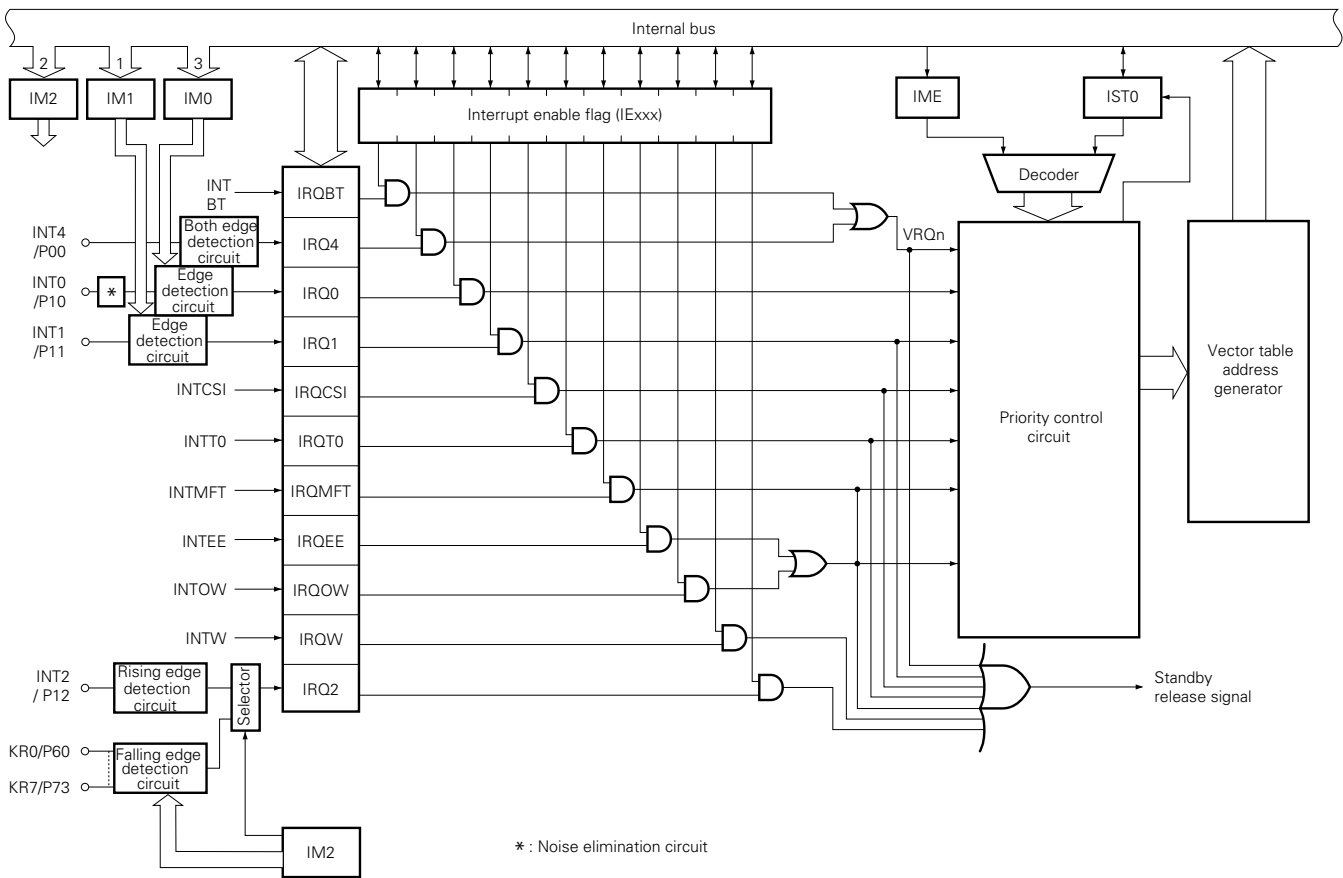 Internal bus
2
1
3
IM2
IM1
IM0
IME
IST0
Interrupt enable flag (IExxx)
Decoder
INT
BT
IRQBT
INT4
/P00
Both edge
detection
circuit
IRQ4
VRQn
INT0
/P10
*
Edge
detection
circuit
IRQ0
INT1
/P11
Edge
detection
circuit
IRQ1
Vector table
address
generator
INTCSI
IRQCSI
Priority control
circuit
INTT0
IRQT0
INTMFT
IRQMFT
INTEE
IRQEE
INTOW
IRQOW
INTW
IRQW
INT2
/ P12
Rising edge
detection
circuit
Selector
IRQ2
Standby
release signal
KR0/P60
KR7/P73
Falling edge
detection
circuit
IM2
* : Noise elimination circuit